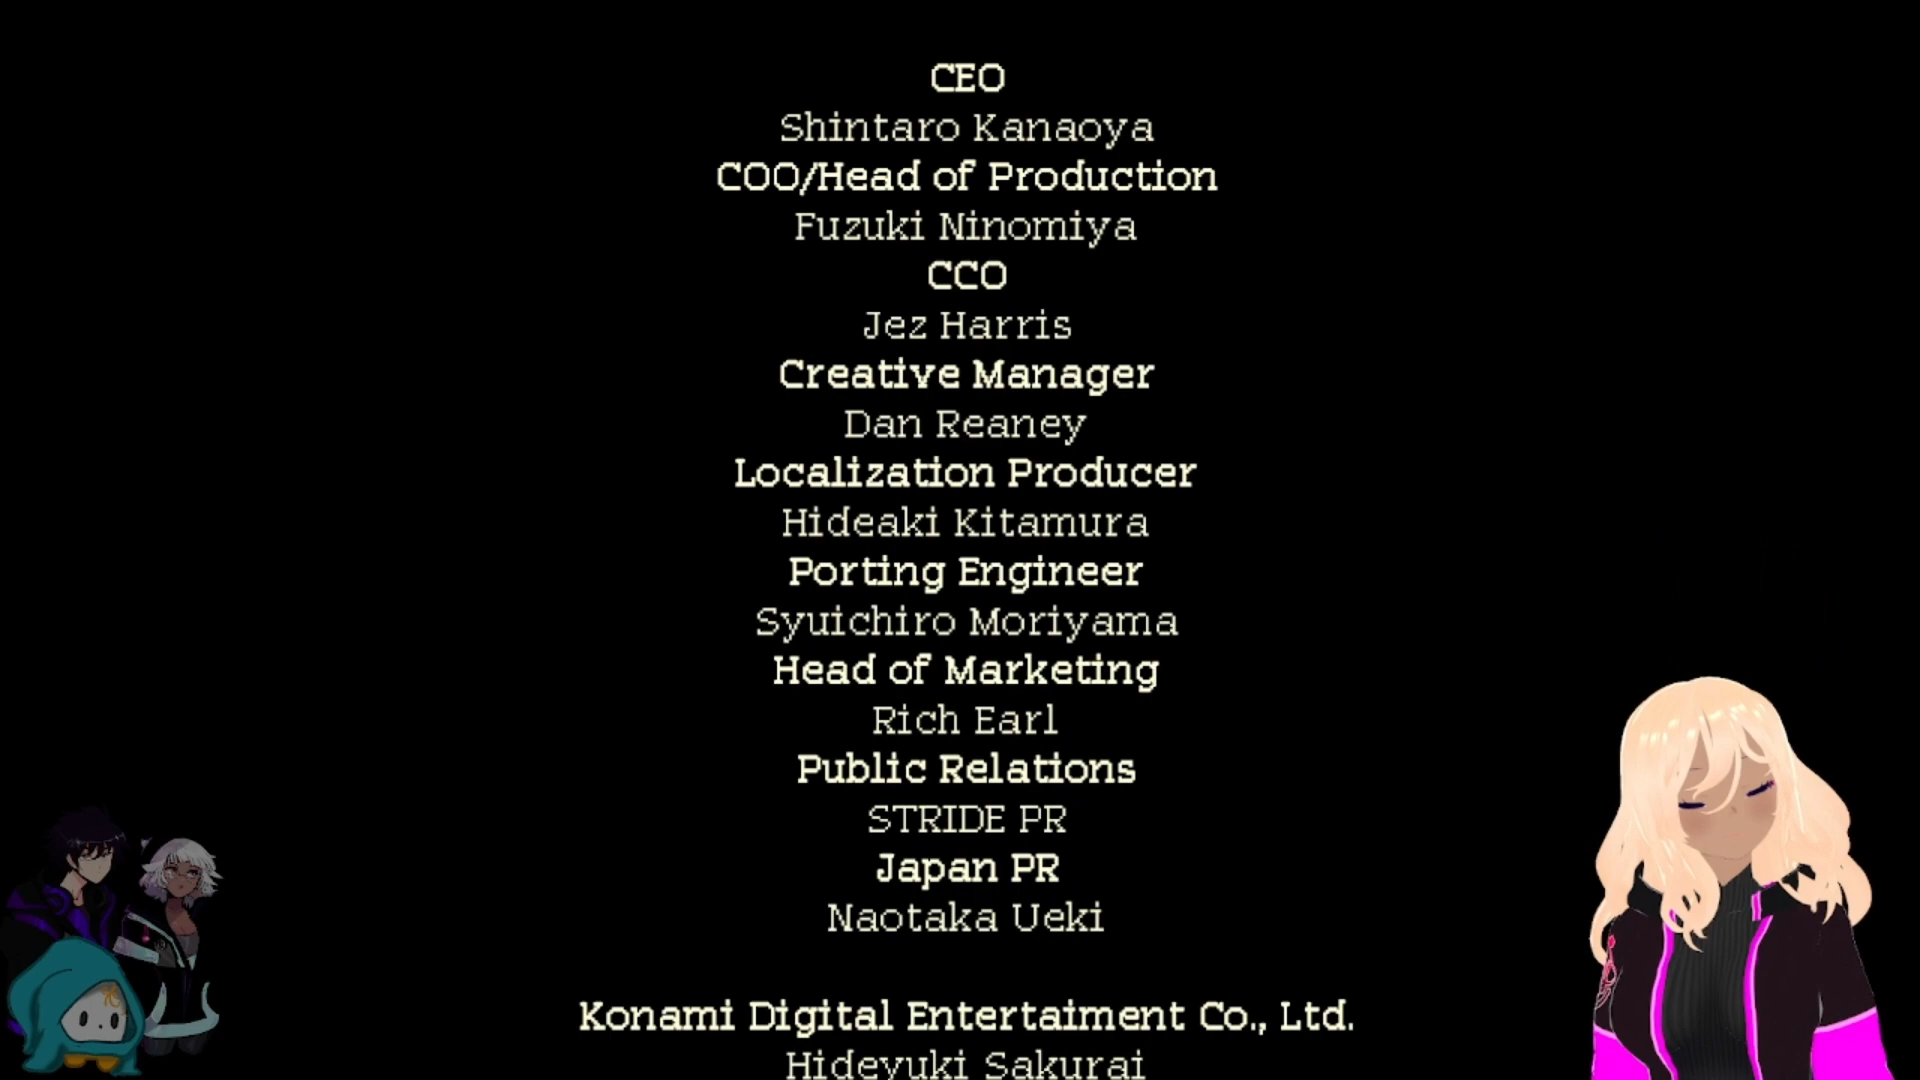 CEO
Shintaro Kanaoya
COO/Head of Production
Fuzuki Ninomiya
CCO
Jez Harris
Creative Manager
Dan Reaney
Localization Producer
Hideaki Kitamura
Porting Engineer
Syuichiro Moriyama
Head of Marketing
Rich Earl
Public Relations
STRIDE PR
Japan PR
Naotaka Ueki
Konami Digital Entertaiment Co., Ltd.
Hideyuki Sakurai